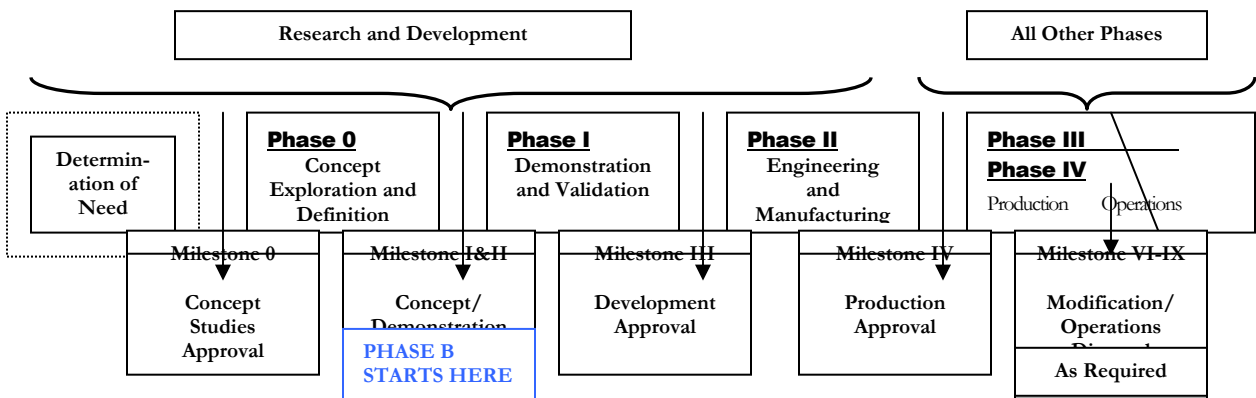 Research and Development
All Other Phases
Determin-
ation of
Need
Phase 0
Concept
Exploration and
Definition
Phase I
Demonstration
and Validation
Phase II
Engineering
and
Manufacturing
Phase III
Phase IV
Production Operations
Milestone 0
Concept
Studies
Approval
Milestone I&II
Concept/
Demonstration
PHASE B
STARTS HERE
Milestone III
Development
Approval
Milestone IV
Production
Approval
Milestone VI-IX
Modification/
Operations
As Required